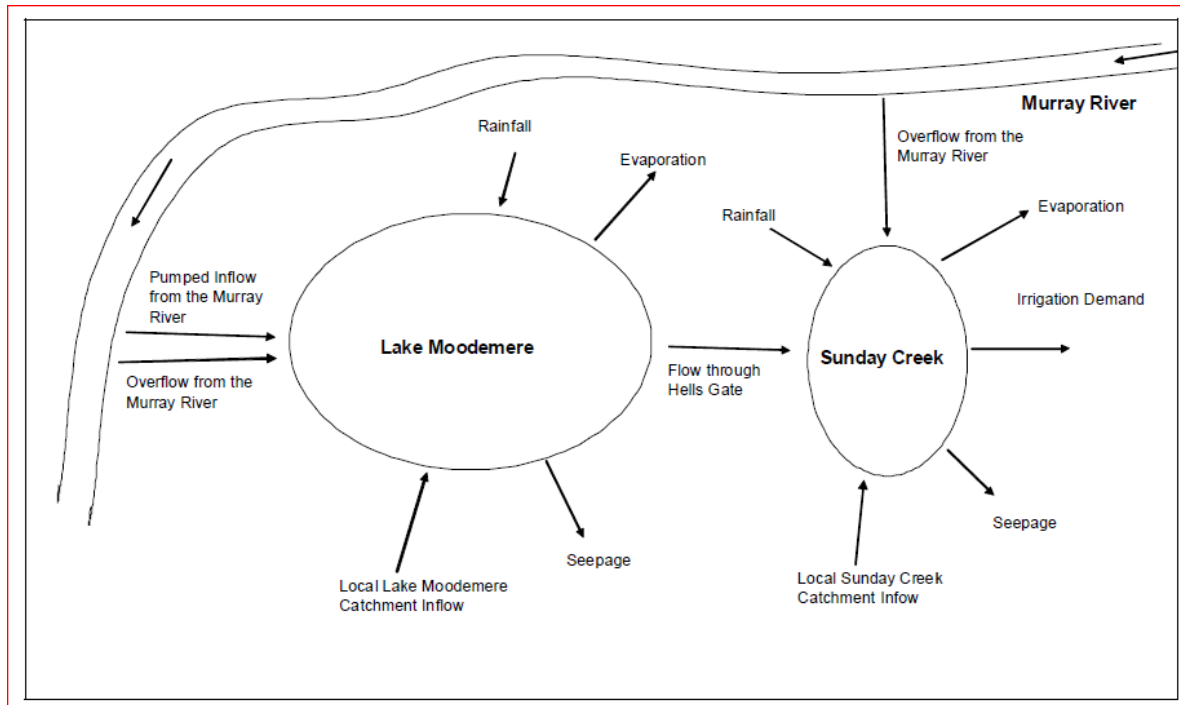 Murray River
Rainfall
Overflow from the
Murray River
Evaporation
Rainfall
Evaporation
Pumped Inflow
from the Murray
River
Irrigation Demand
Lake Moodemere
Sunday Creek
Overflow from the
Murray River
Flow through
Hells Gate
Seepage
Seepage
Local Lake Moodemere
Catchment Inflow
Local Sunday Creek
Catchment Infow